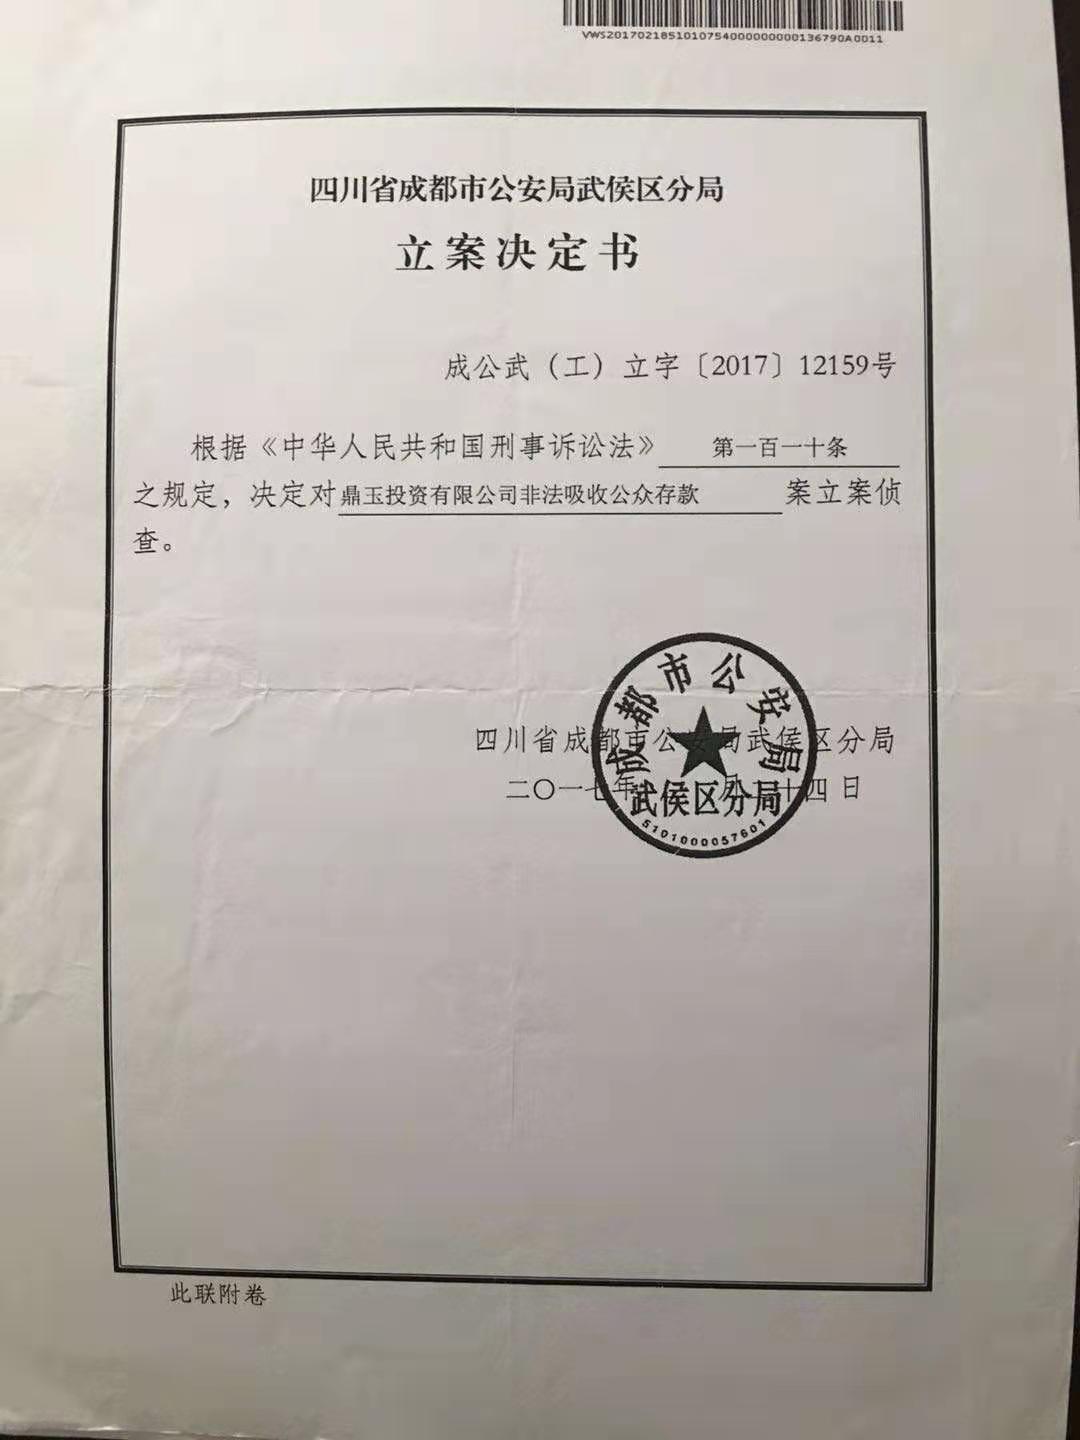 VWS2017021851010754000000000136790A0011
四川省成都市公安局武侯区分局
立案决定书
成公武（工）立字〔2017〕12159号
根据《中华人民共和国刑事诉讼法》 第一百一十条
之规定，决定对鼎玉投资有限公司非法吸收公众存款 案立案侦
查。
四川省成都市公安局武侯区分局
二〇一七年 月 十四日
成都市公安局
武侯区分局
5101000057601
此联附卷